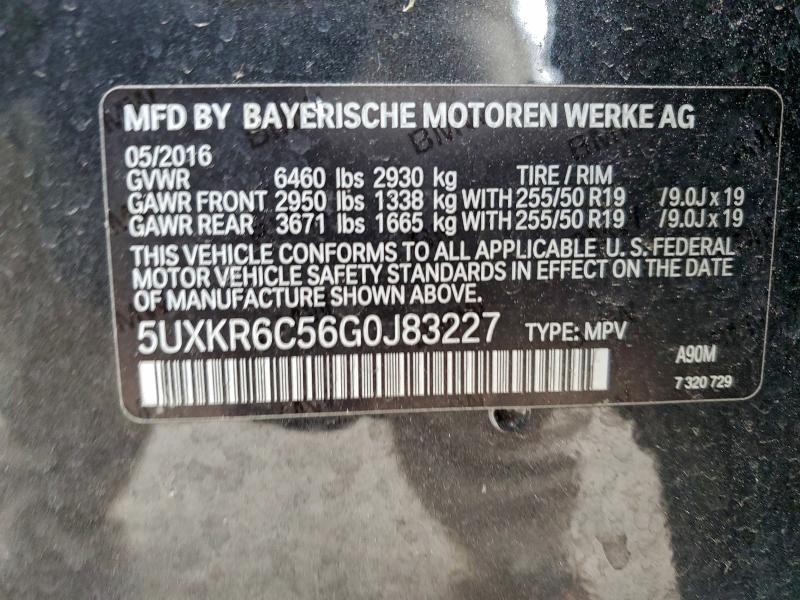 MFD BY BAYERISCHE MOTOREN WERKE AG
05/2016
GVWR 6460 lbs 2930 kg TIRE / RIM
GAWR FRONT 2950 lbs 1338 kg WITH 255/50 R19 /9.0J x 19
GAWR REAR 3671 lbs 1665 kg WITH 255/50 R19 /9.0J x 19
THIS VEHICLE CONFORMS TO ALL APPLICABLE U.S. FEDERAL
MOTOR VEHICLE SAFETY STANDARDS IN EFFECT ON THE DATE
OF MANUFACTURE SHOWN ABOVE.
5UXKR6C56G0J83227 TYPE: MPV
A90M
7 320 729